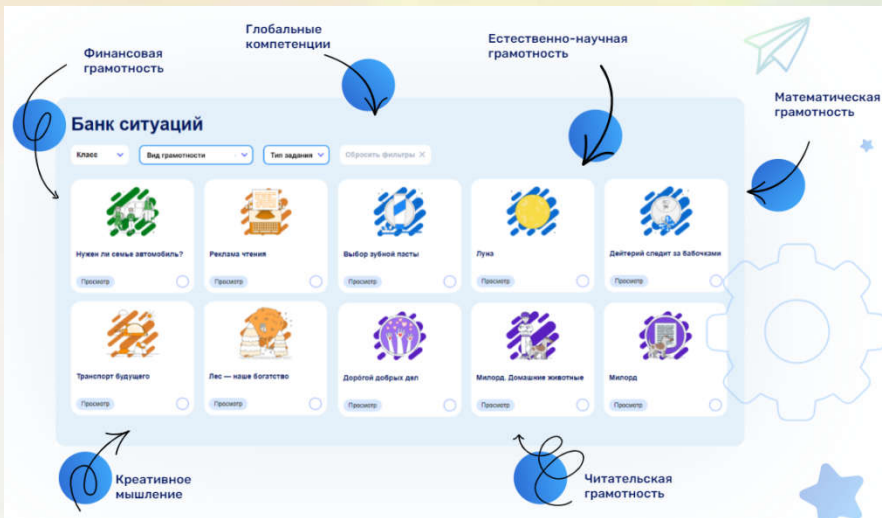 Глобальные
компетенции
Естественно-научная
грамотность
Финансовая
грамотность
Математическая
грамотность
Банк ситуаций
Класс
Вид грамотности
Тип задания
Сбросить фильтры ×
Нужен ли семье автомобиль?
Реклама чтения
Выбор зубной пасты
Луна
Дейтерий следит за бабочками
Просмотр
Просмотр
Просмотр
Просмотр
Просмотр
Транспорт будущего
Лес — наше богатство
Дорогой добрых дел
Милорд. Домашние животные
Милорд
Просмотр
Просмотр
Просмотр
Просмотр
Просмотр
Креативное
мышление
Читательская
грамотность